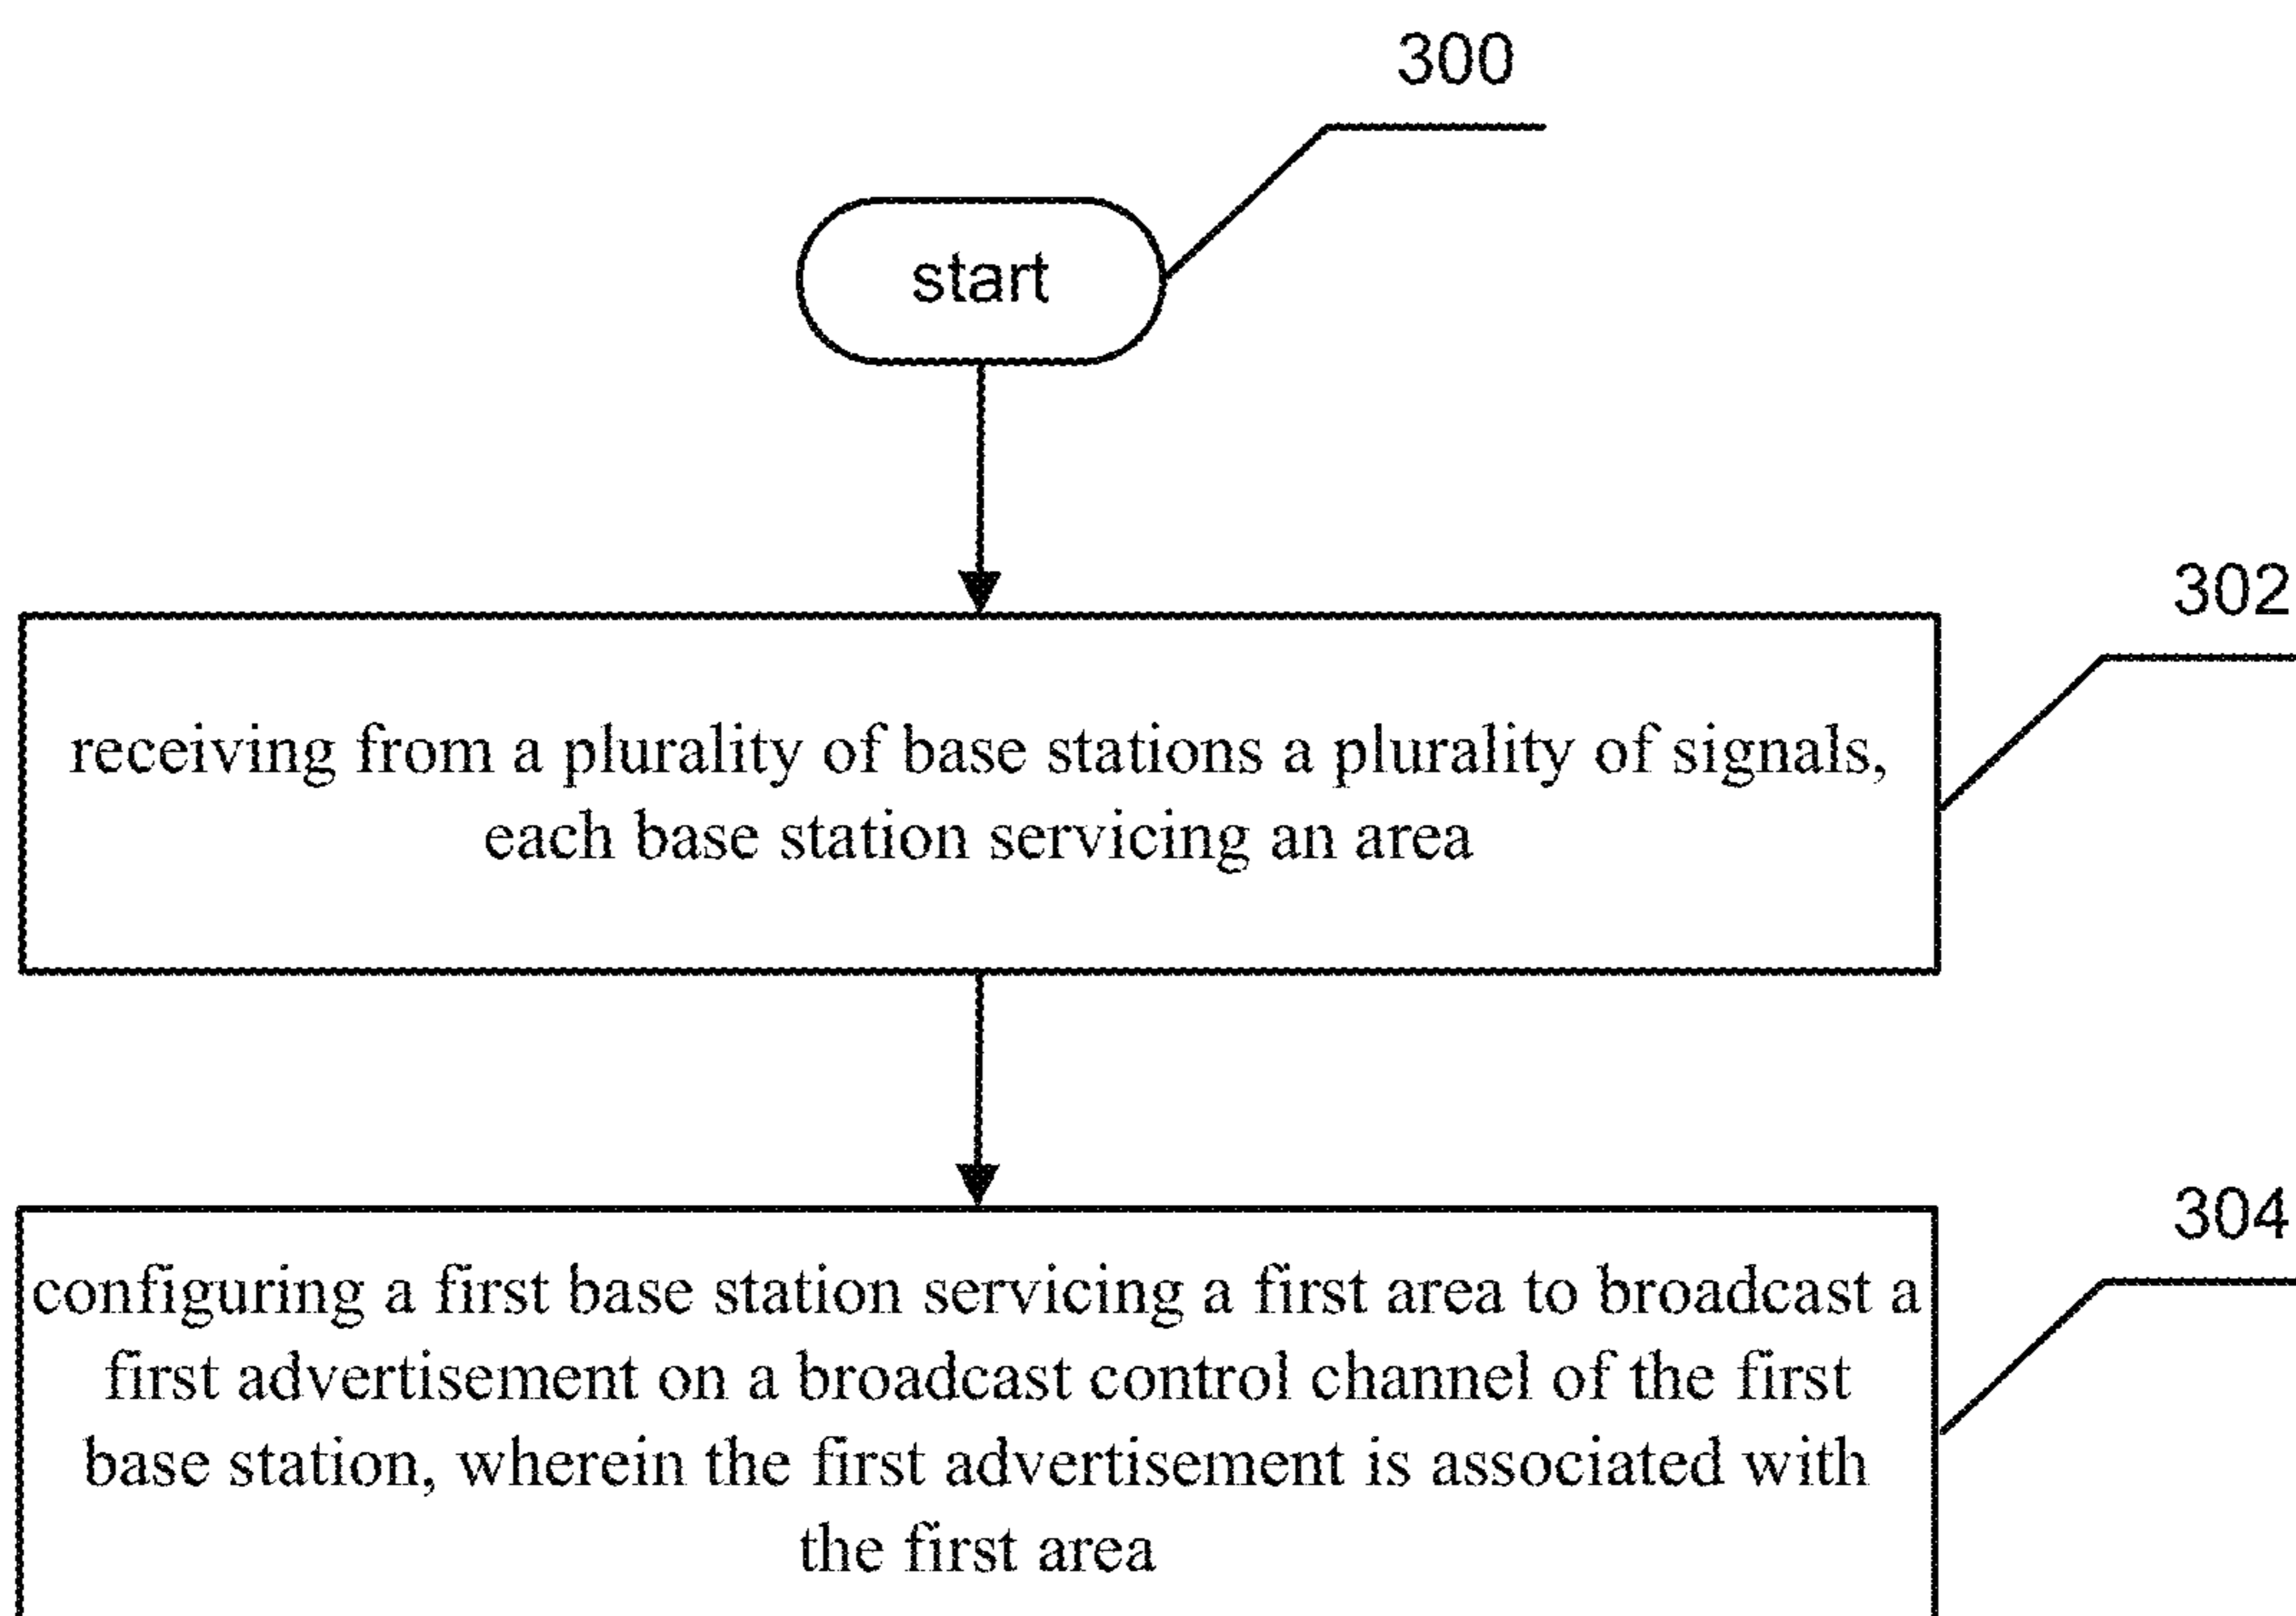 300
start
302
receiving from a plurality of base stations a plurality of signals,
each base station servicing an area
304
configuring a first base station servicing a first area to broadcast a
first advertisement on a broadcast control channel of the first
base station, wherein the first advertisement is associated with
the first area